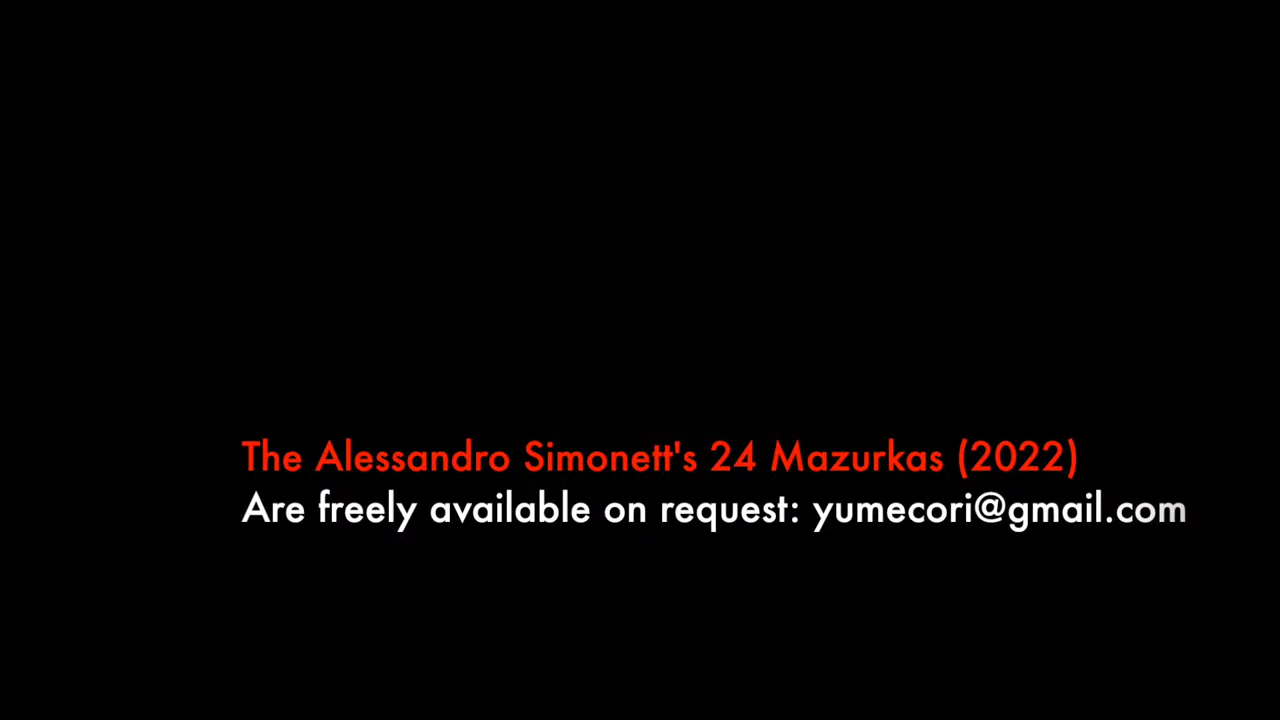 The Alessandro Simonett's 24 Mazurkas (2022)
Are freely available on request: yumecori@gmail.com